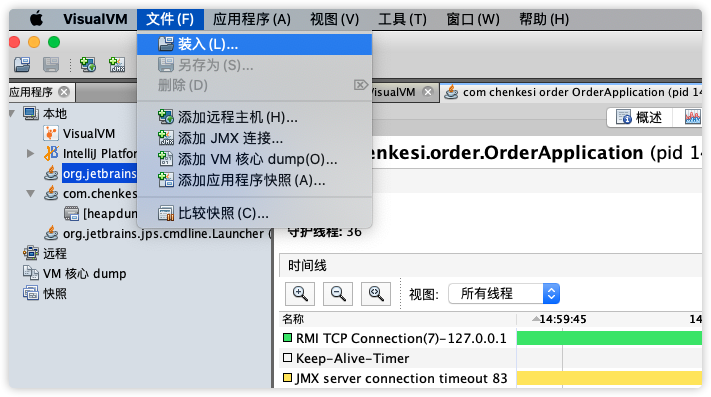 VisualVM 文件(F) 应用程序(A) 视图(V) 工具(T) 窗口(W) 帮助(H)
装入(L)...
另存为(S)...
删除(D)
添加远程主机(H)...
添加 JMX 连接...
添加 VM 核心 dump(O)...
添加应用程序快照(A)...
比较快照(C)...
应用程序
本地
VisualVM
IntelliJ Platfor
org.jetbrains
com.chenkes
[heapdum
org.jetbrains.jps.cmdline.Launcher (
远程
VM 核心 dump
快照
VisualVM com chenkesi order OrderApplication (pid 14
概述
henkesi.order.OrderApplication (pid 14
守护线程: 36
时间线
视图: 所有线程
名称 14:59:45 14
RMI TCP Connection(7)-127.0.0.1
Keep-Alive-Timer
JMX server connection timeout 83